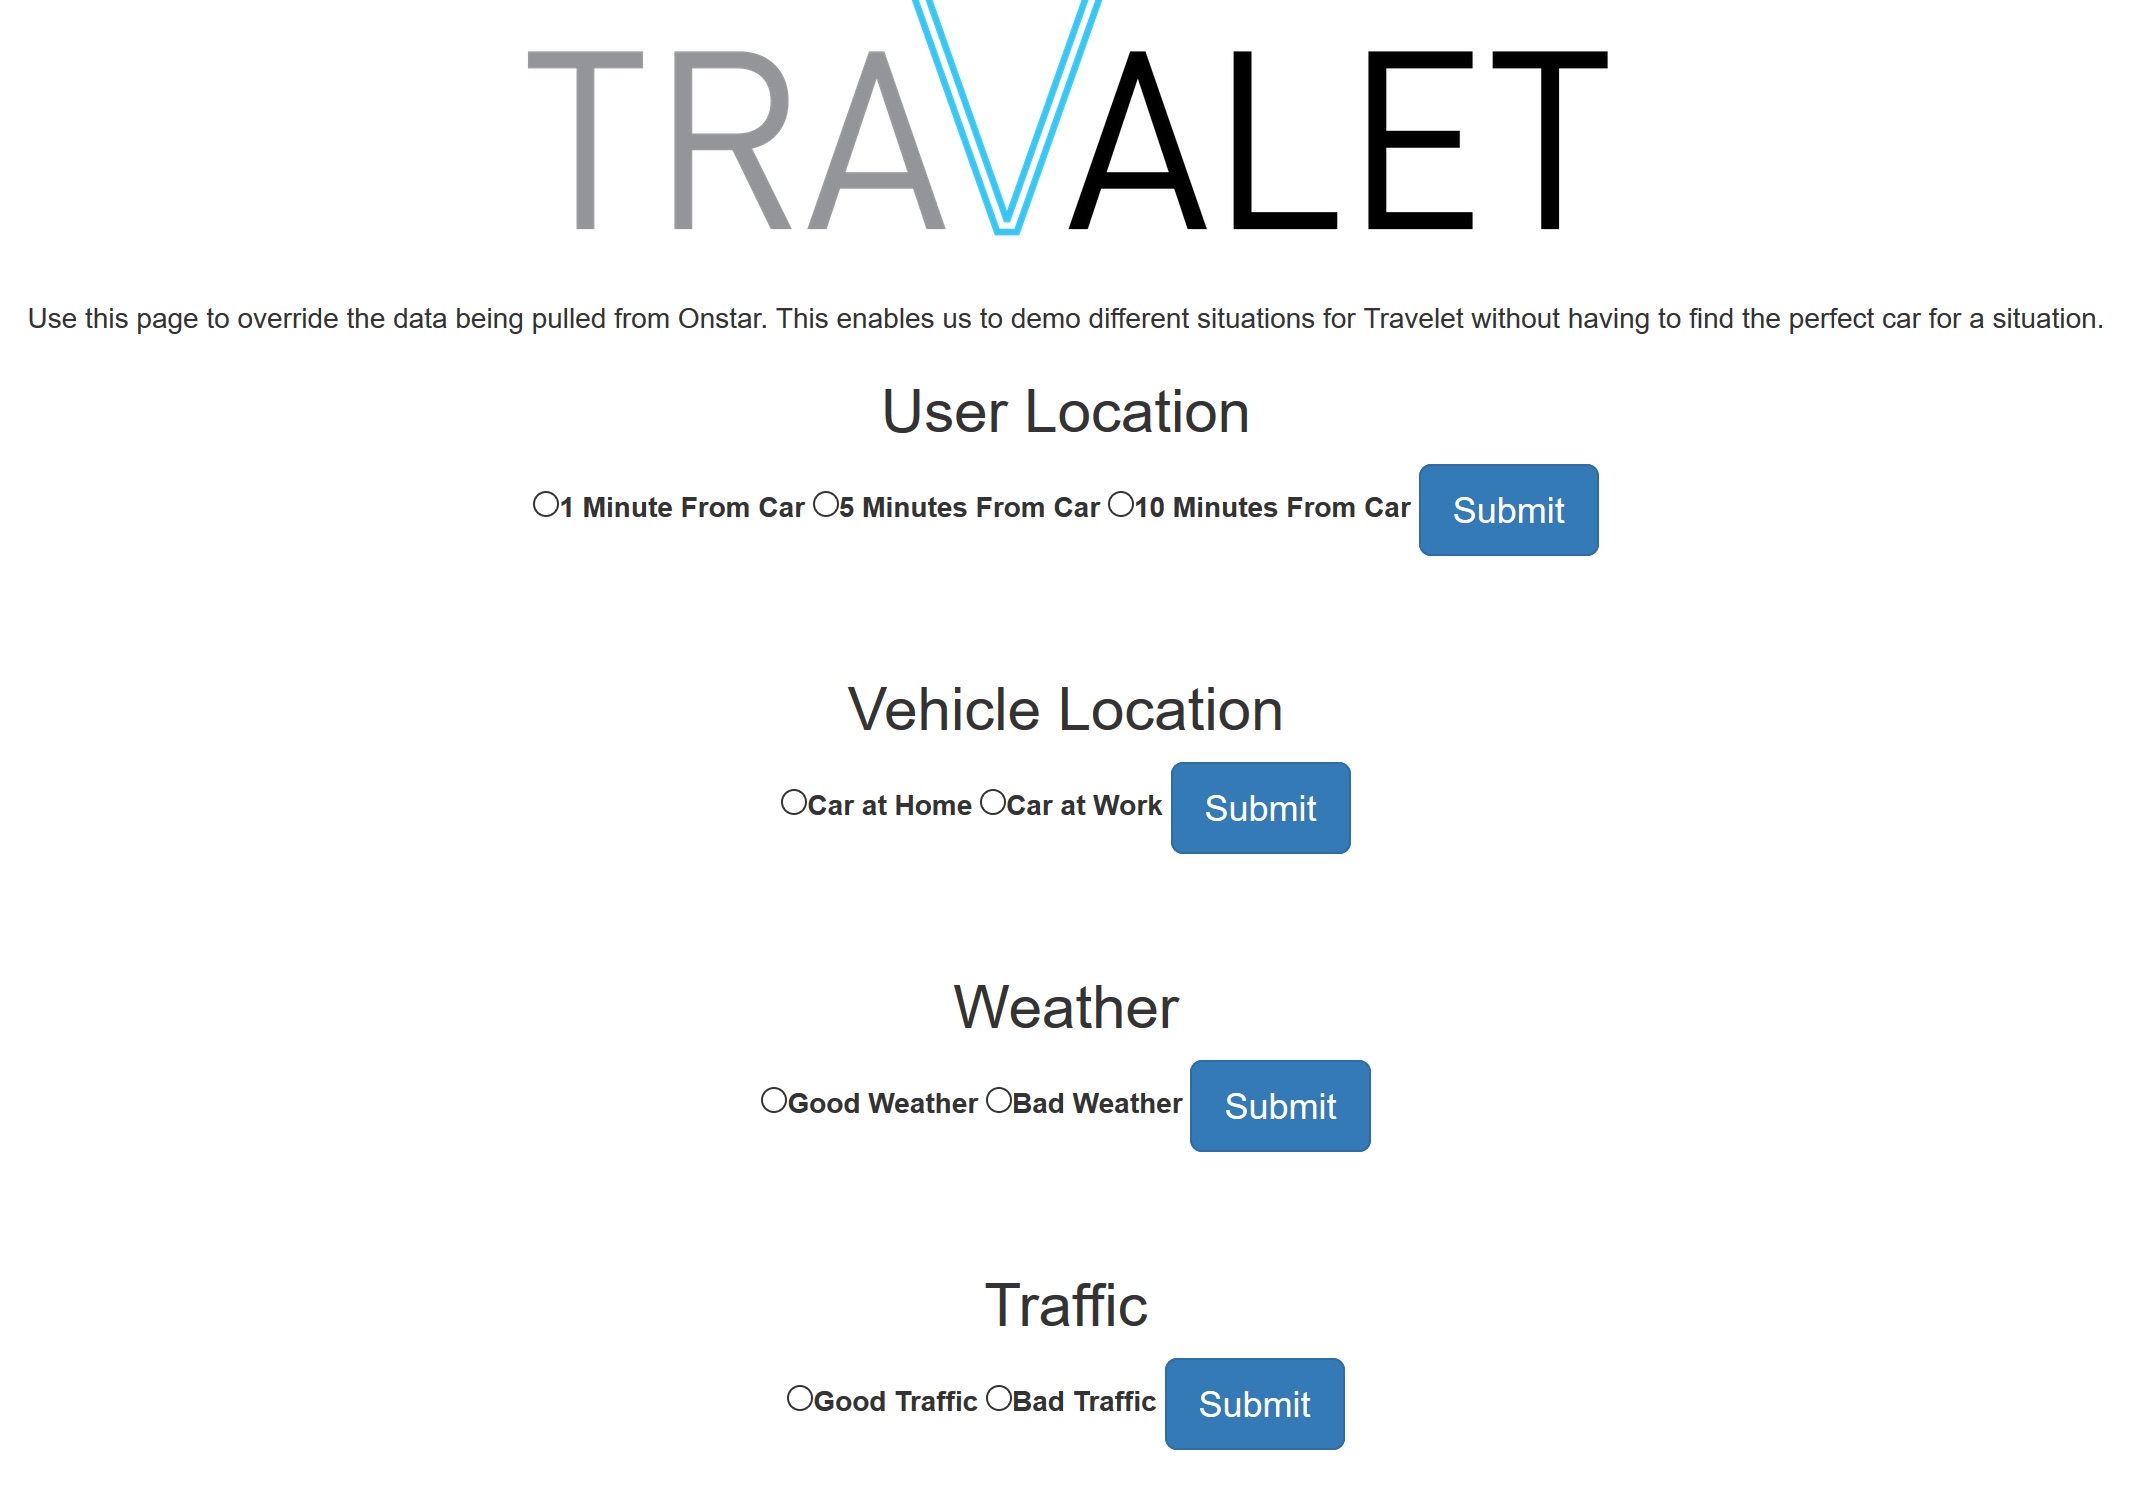 TRAVALET
Use this page to override the data being pulled from Onstar. This enables us to demo different situations for Travelet without having to find the perfect car for a situation.
User Location
1 Minute From Car 5 Minutes From Car 10 Minutes From Car Submit
Vehicle Location
Car at Home Car at Work Submit
Weather
Good Weather Bad Weather Submit
Traffic
Good Traffic Bad Traffic Submit